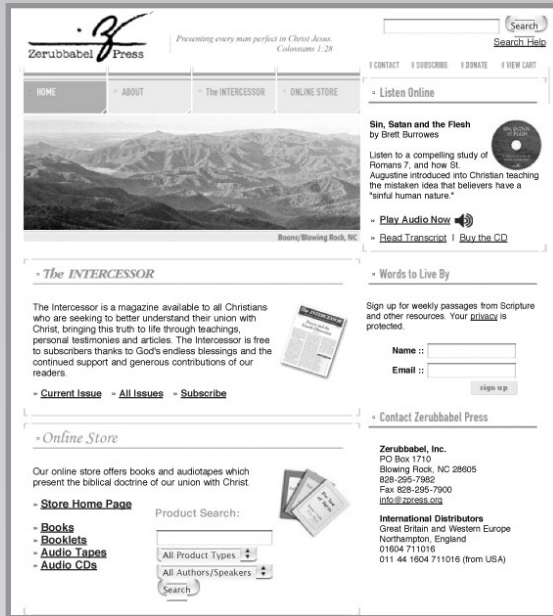 Zerubbabel Press
Presenting every man perfect in Christ Jesus.
Colossians 1:28
Search
Search Help
CONTACT SUBSCRIBE DONATE VIEW CART
HOME ABOUT The INTERCESSOR ONLINE STORE
Boone/Blowing Rock, NC
The INTERCESSOR
The Intercessor is a magazine available to all Christians
who are seeking to better understand their union with
Christ, bringing this truth to life through teachings,
personal testimonies and articles. The Intercessor is free
to subscribers thanks to God's endless blessings and the
continued support and generous contributions of our
readers.
» Current Issue » All Issues » Subscribe
The INTERCESSOR
Online Store
Our online store offers books and audiotapes which
present the biblical doctrine of our union with Christ.
» Store Home Page
» Books
» Booklets
» Audio Tapes
» Audio CDs
Product Search:
All Product Types
All Authors/Speakers
Search
Listen Online
Sin, Satan and the Flesh
by Brett Burrowes
SIN, SATAN
Listen to a compelling study of
Romans 7, and how St.
Augustine introduced into Christian teaching
the mistaken idea that believers have a
"sinful human nature."
» Play Audio Now
» Read Transcript | Buy the CD
Words to Live By
Sign up for weekly passages from Scripture
and other resources. Your privacy is
protected.
Name ::
Email ::
sign up
Contact Zerubbabel Press
Zerubbabel, Inc.
PO Box 1710
Blowing Rock, NC 28605
828-295-7982
Fax 828-295-7900
info@zpress.org
International Distributors
Great Britain and Western Europe
Northampton, England
01604 711016
011 44 1604 711016 (from USA)